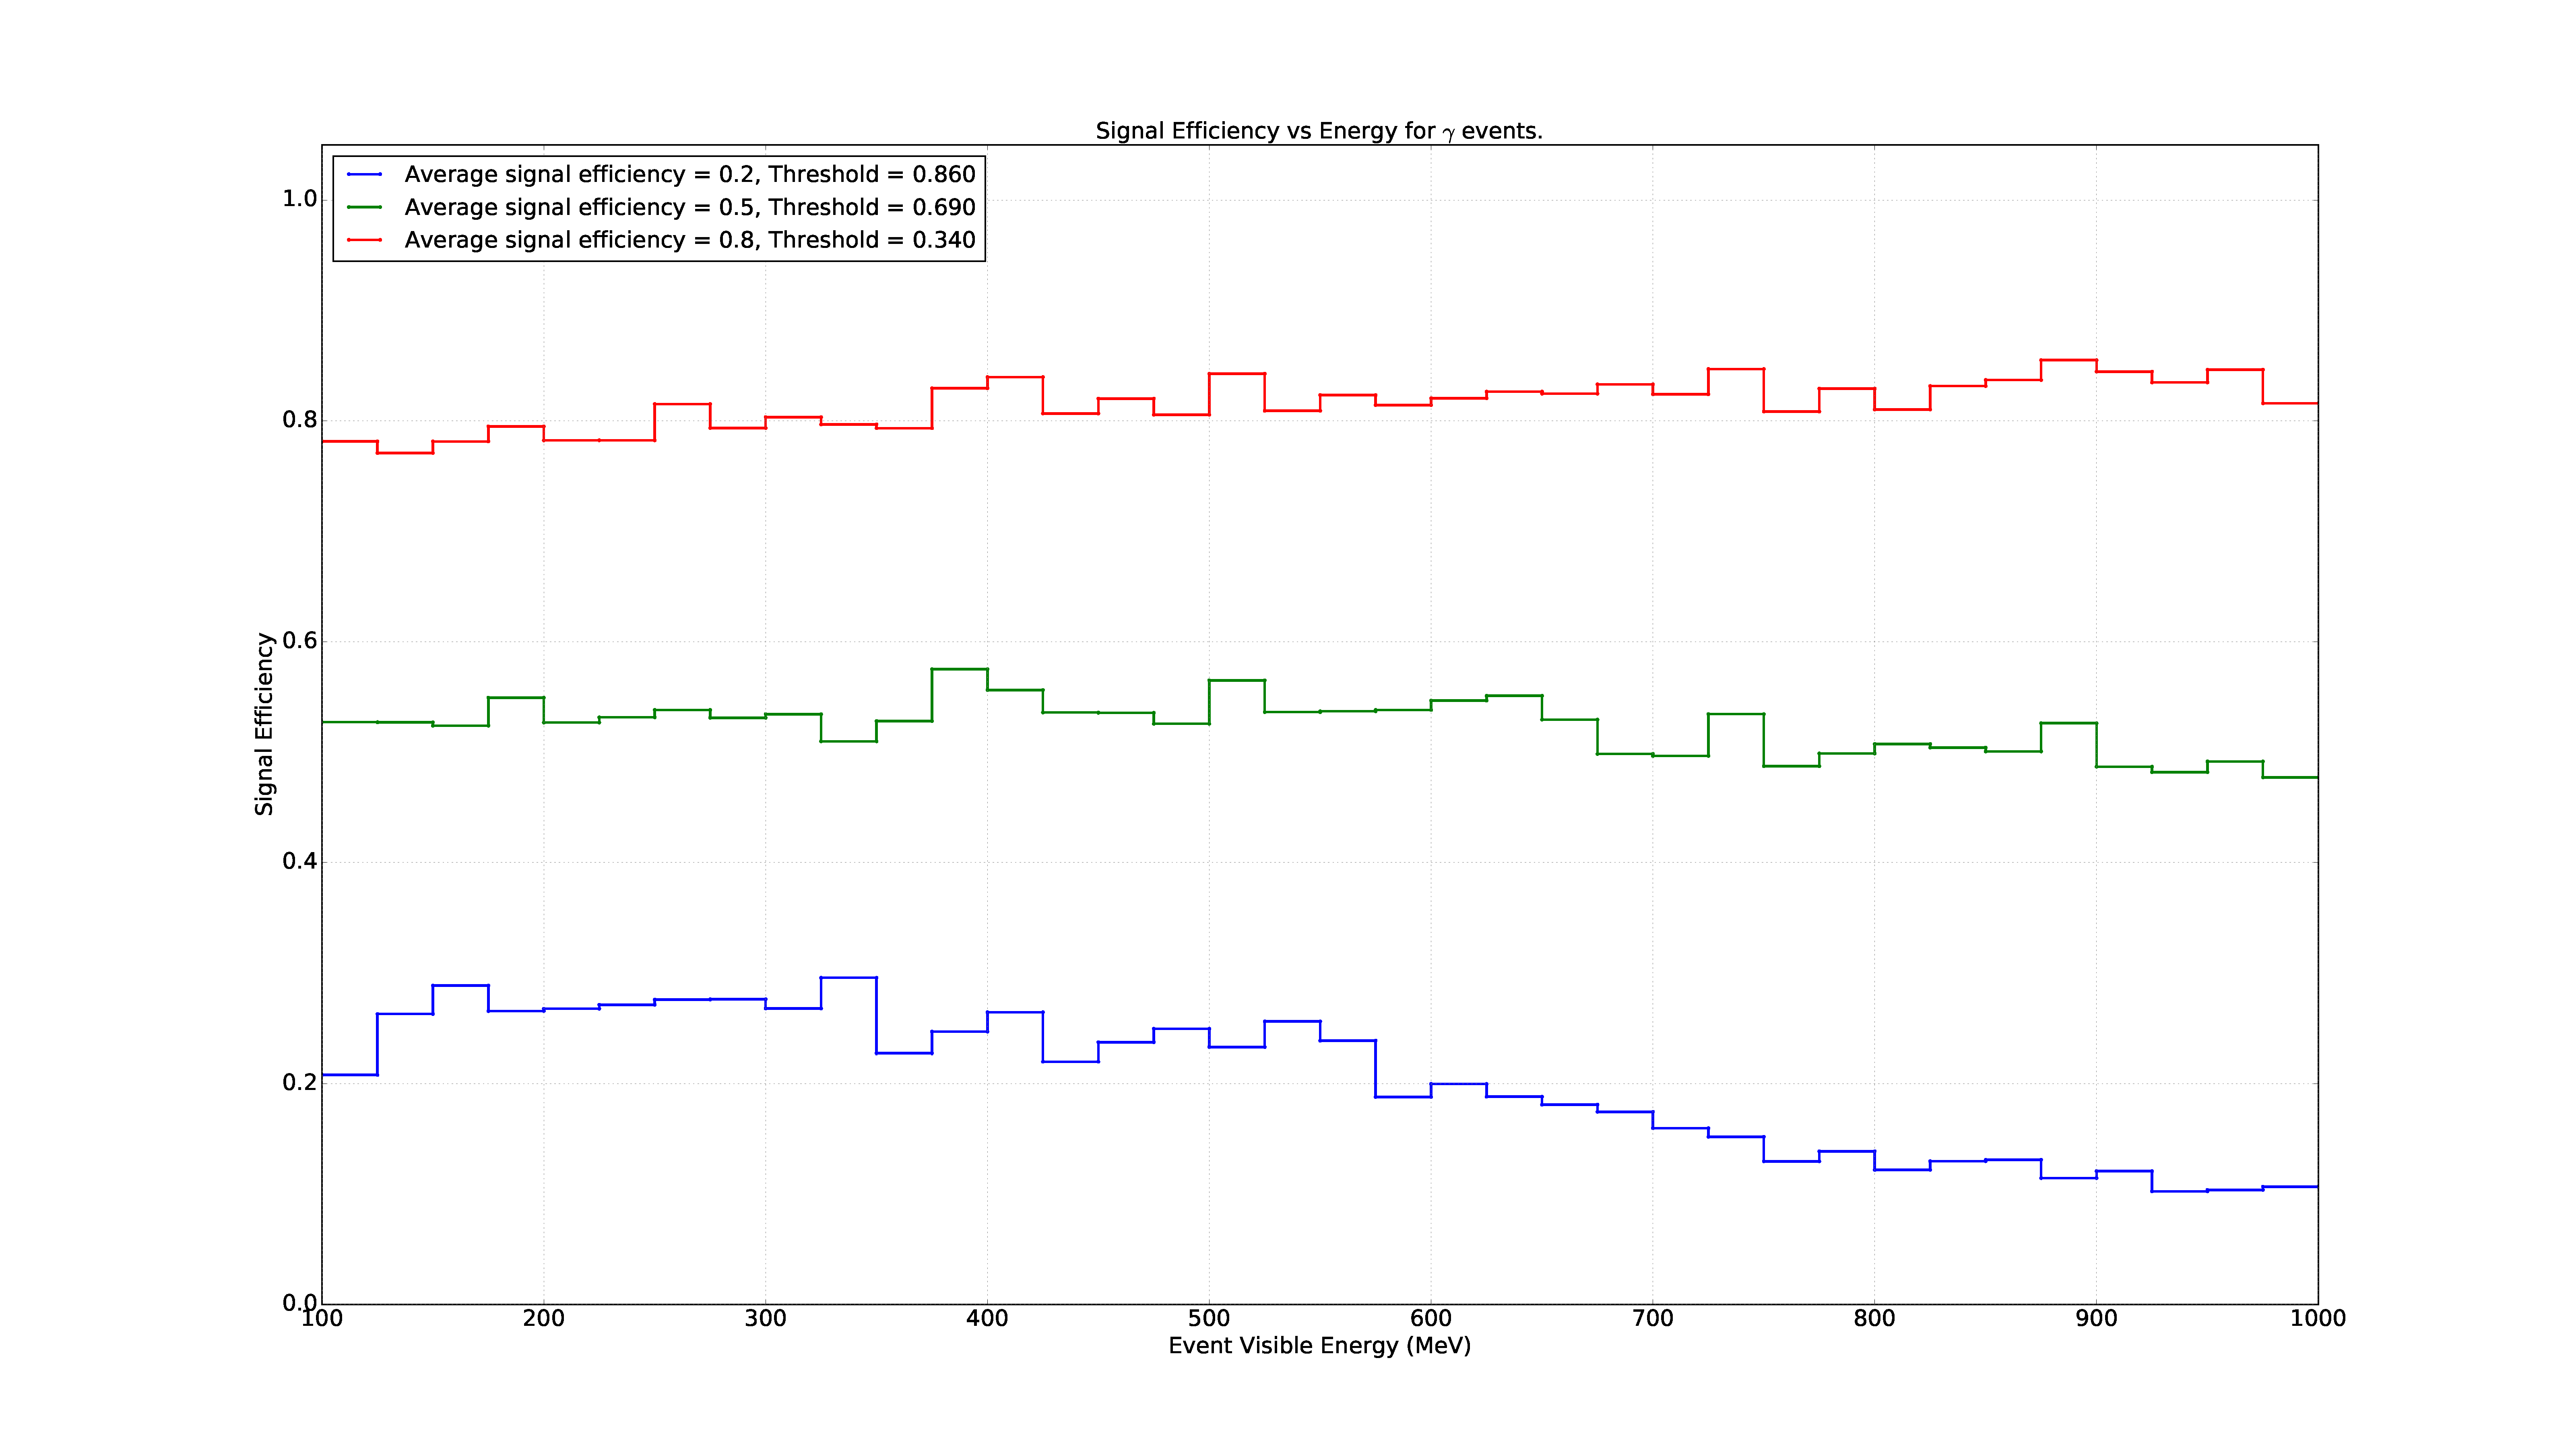 Signal Efficiency vs Energy for γ events.
Average signal efficiency = 0.2, Threshold = 0.860
Average signal efficiency = 0.5, Threshold = 0.690
Average signal efficiency = 0.8, Threshold = 0.340
1.0
0.8
0.6
0.4
0.2
0.0
Signal Efficiency
100 200 300 400 500 600 700 800 900 1000
Event Visible Energy (MeV)